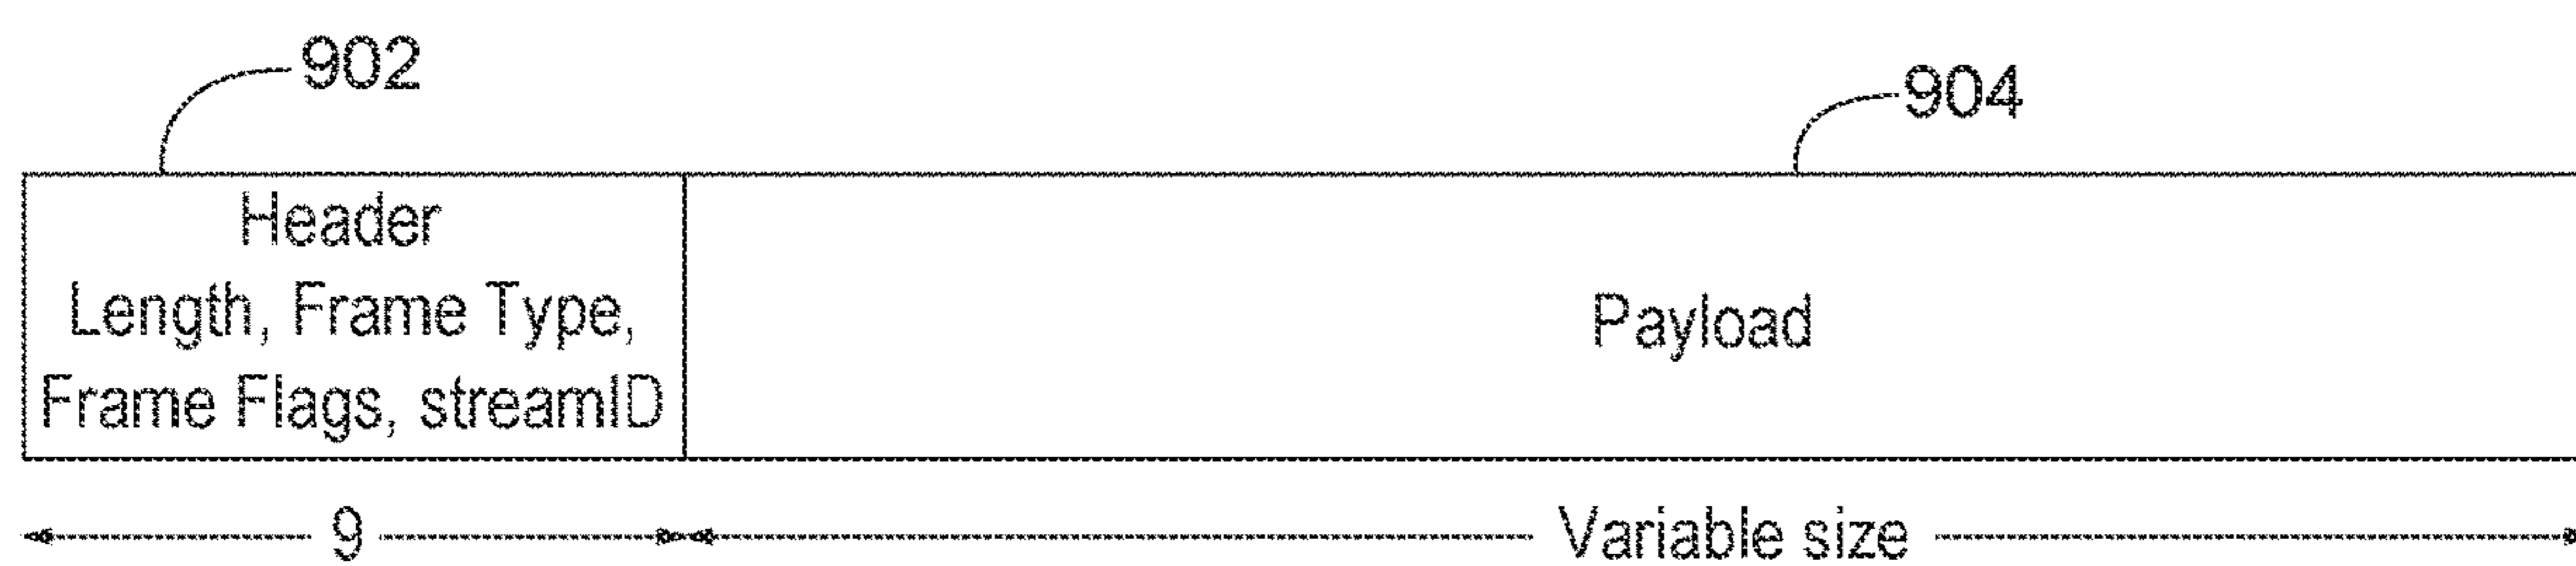 902
904
Header
Length, Frame Type,
Frame Flags, streamID
Payload
9
Variable size